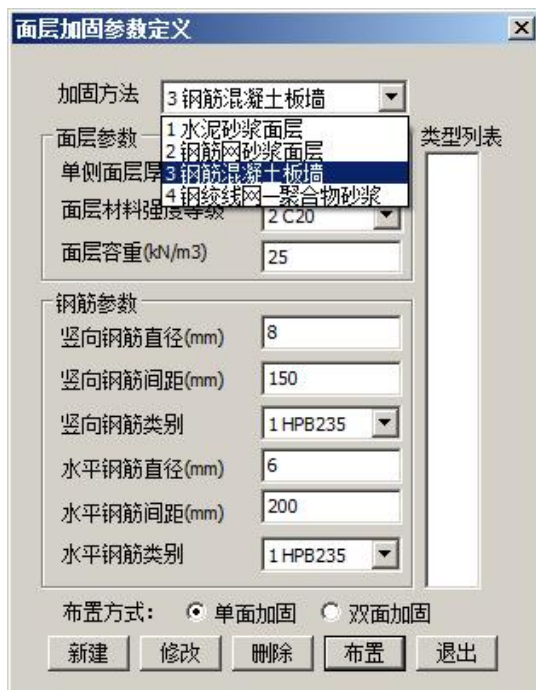 面层加固参数定义
加固方法 3 钢筋混凝土板墙
1 水泥砂浆面层
2 钢筋网砂浆面层
3 钢筋混凝土板墙
4 钢绞线网—聚合物砂浆
面层参数 类型列表
单侧面层厚
面层材料强度等级 2 C20
面层容重(kN/m3) 25
钢筋参数
竖向钢筋直径(mm) 8
竖向钢筋间距(mm) 150
竖向钢筋类别 1 HPB235
水平钢筋直径(mm) 6
水平钢筋间距(mm) 200
水平钢筋类别 1 HPB235
布置方式： 单面加固 双面加固
新建 修改 删除 布置 退出